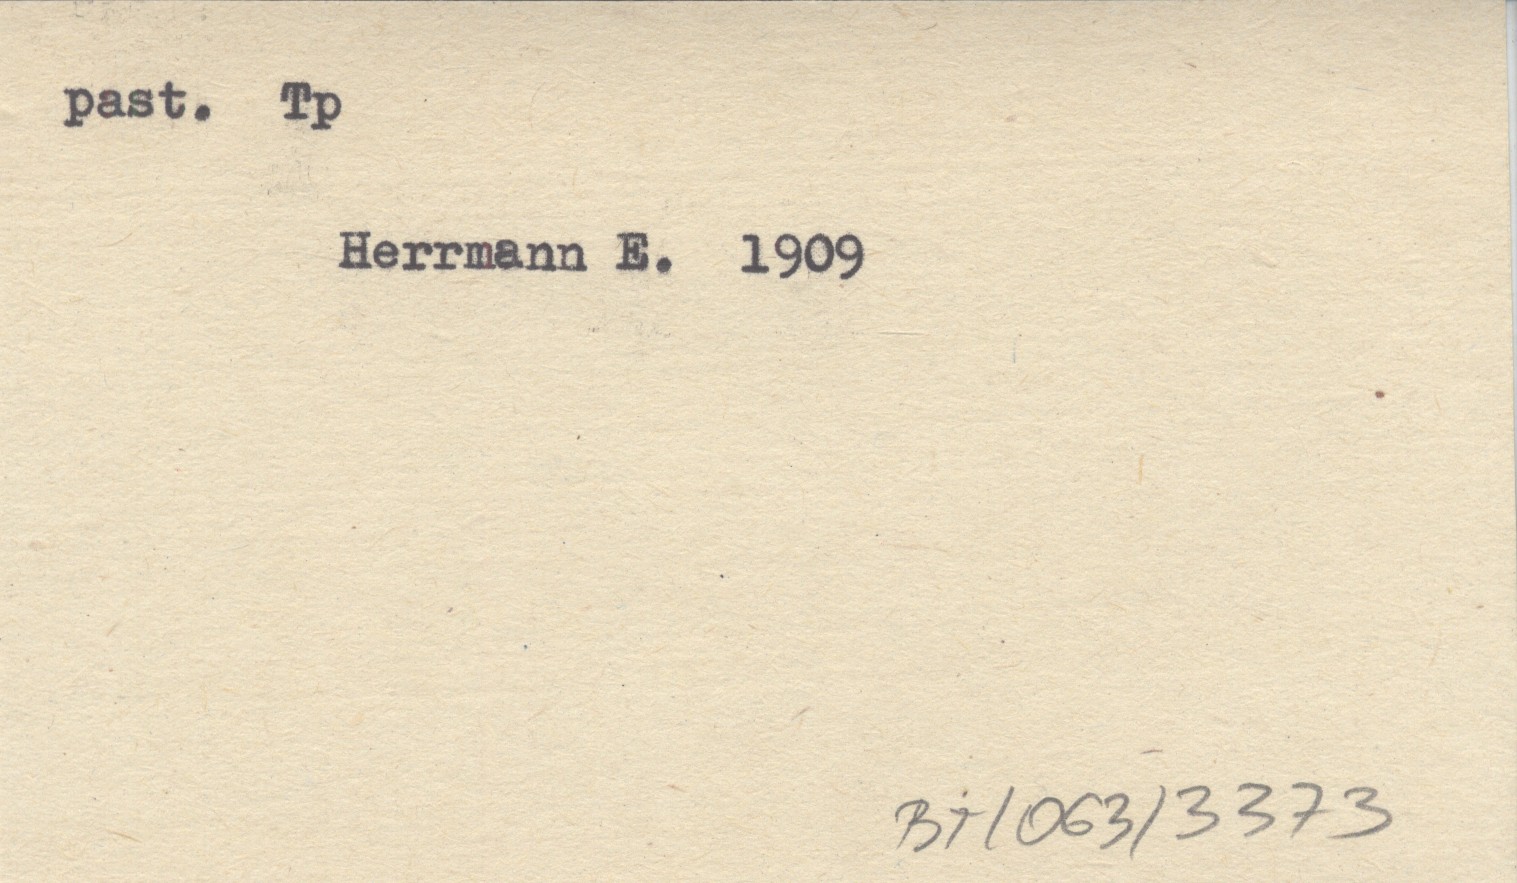 past. Tp
Herrmann E. 1909
Bi/063/3373